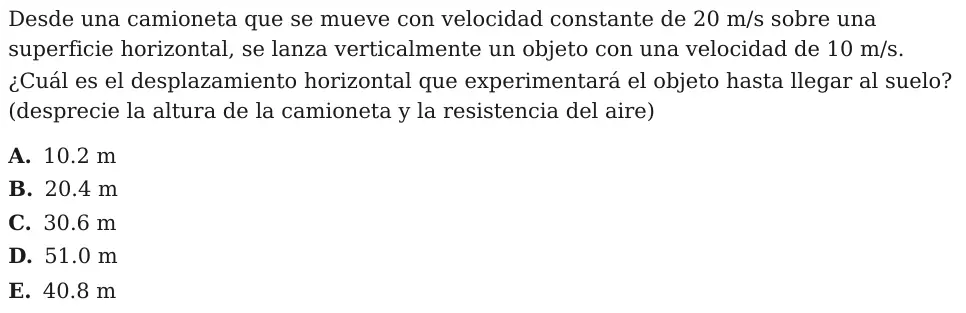 Desde una camioneta que se mueve con velocidad constante de 20 m/s sobre una
superficie horizontal, se lanza verticalmente un objeto con una velocidad de 10 m/s.
¿Cuál es el desplazamiento horizontal que experimentará el objeto hasta llegar al suelo?
(desprecie la altura de la camioneta y la resistencia del aire)
A. 10.2 m
B. 20.4 m
C. 30.6 m
D. 51.0 m
E. 40.8 m